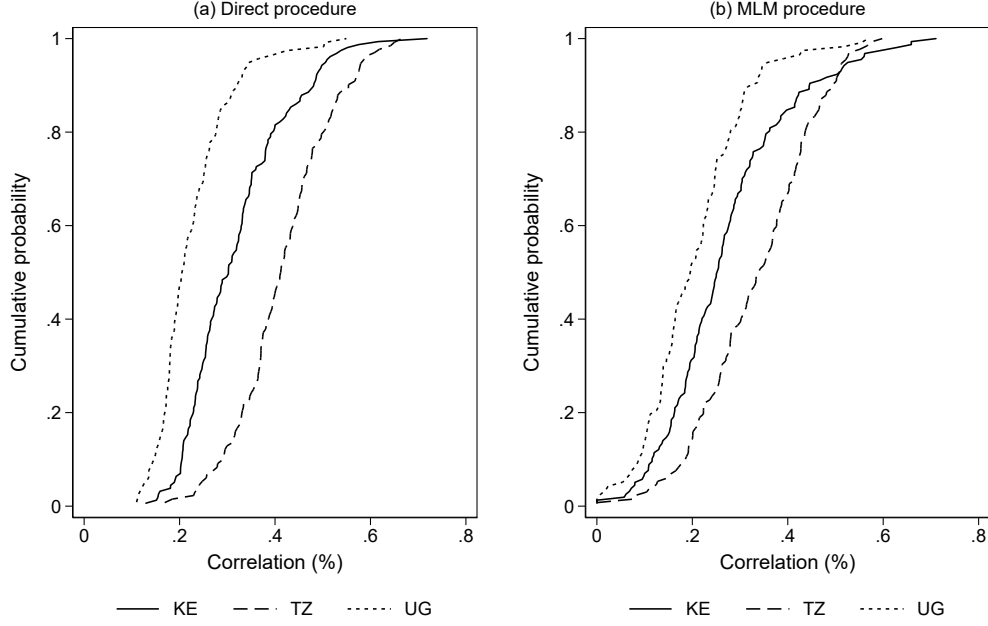 (a) Direct procedure
1
.8
.6
.4
.2
0
Cumulative probability
0 .2 .4 .6 .8
Correlation (%)
KE TZ UG
(b) MLM procedure
1
.8
.6
.4
.2
0
Cumulative probability
0 .2 .4 .6 .8
Correlation (%)
KE TZ UG